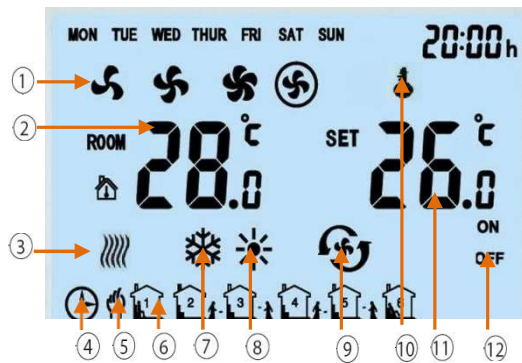 MON TUE WED THUR FRI SAT SUN 20:00h
1
2 ROOM 28.0 °C SET 26.0 °C
ON
3 OFF
1 2 3 4 5 6
4 5 6 7 8 9 10 11 12